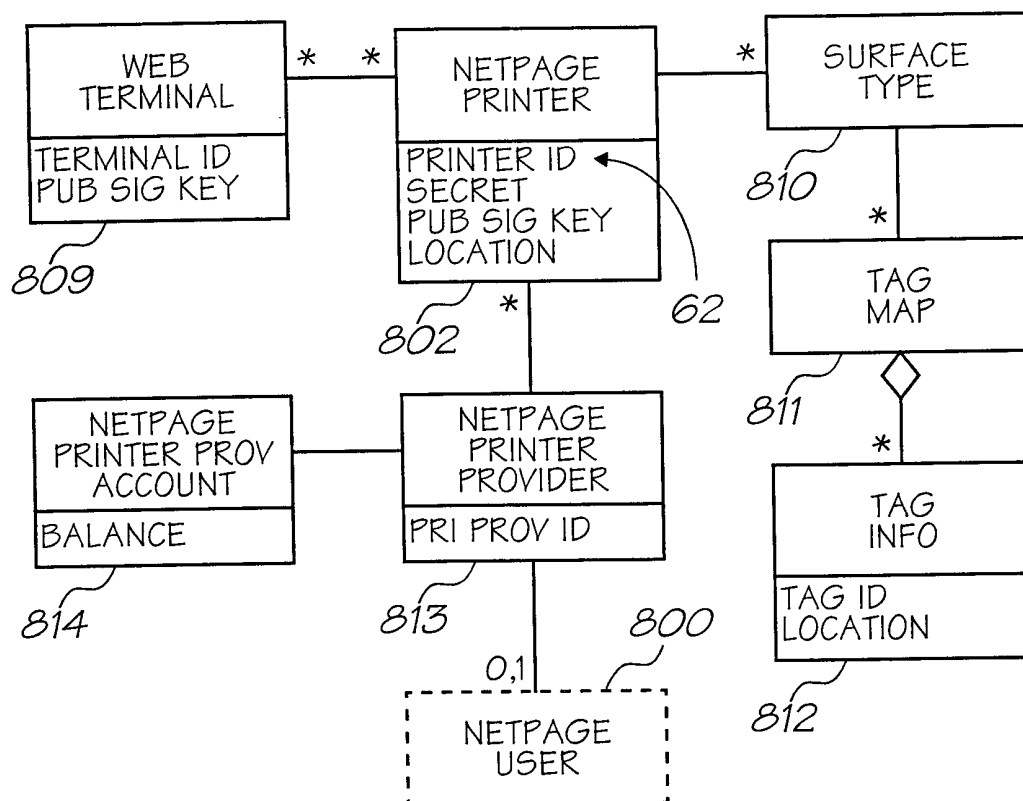 WEB
TERMINAL
TERMINAL ID
PUB SIG KEY
809
*
*
NETPAGE
PRINTER
PRINTER ID
SECRET
PUB SIG KEY
LOCATION
802
62
*
*
SURFACE
TYPE
810
*
TAG
MAP
811
*
TAG
INFO
TAG ID
LOCATION
812
NETPAGE
PRINTER PROV
ACCOUNT
BALANCE
814
NETPAGE
PRINTER
PROVIDER
PRI PROV ID
813
0,1
800
NETPAGE
USER